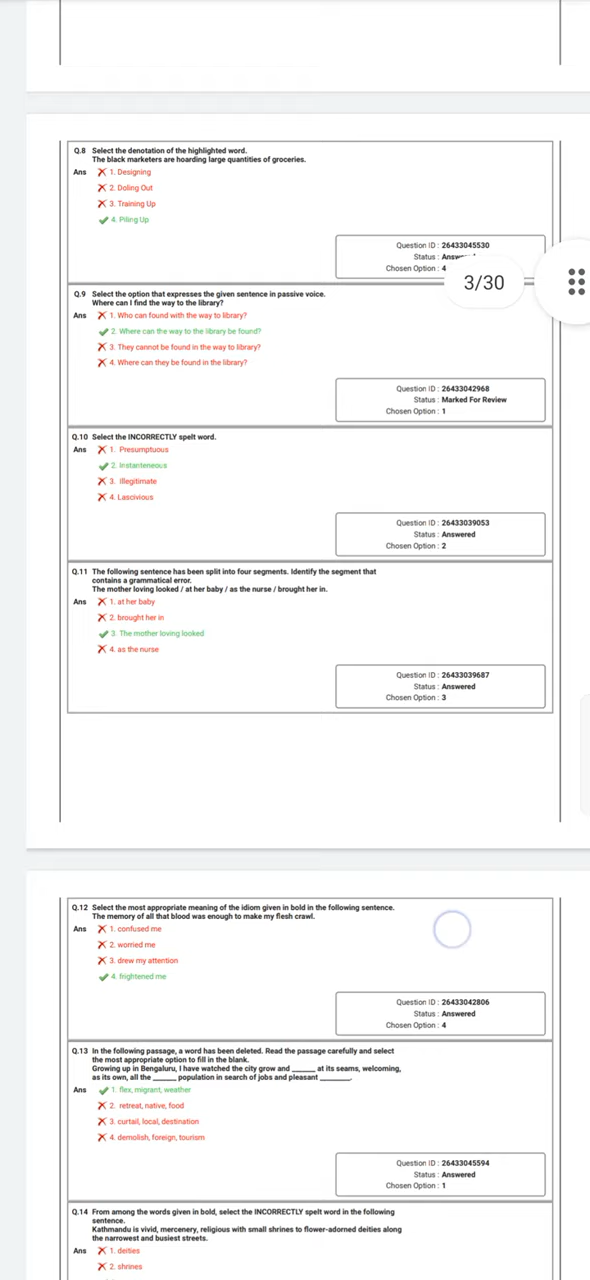 Q.8 Select the denotation of the highlighted word.
The black marketers are hoarding large quantities of groceries.
Ans 1. Designing
2. Doling Out
3. Training Up
4. Piling Up
Question ID : 26433045530
Status :
Chosen Option : 4
3/30
Q.9 Select the option that expresses the given sentence in passive voice.
Where can I find the way to the library?
Ans 1. Who can found with the way to library?
2. Where can the way to the library be found?
3. They cannot be found in the way to library?
4. Where can they be found in the library?
Question ID : 26433042968
Status : Marked For Review
Chosen Option : 1
Q.10 Select the INCORRECTLY spelt word.
Ans 1. Presumptuous
2. Instanteneous
3. Illegitimate
4. Lascivious
Question ID : 26433039053
Status : Answered
Chosen Option : 2
Q.11 The following sentence has been split into four segments. Identify the segment that
contains a grammatical error.
The mother loving looked / at her baby / as the nurse / brought her in.
Ans 1. at her baby
2. brought her in
3. The mother loving looked
4. as the nurse
Question ID : 26433039687
Status : Answered
Chosen Option : 3
Q.12 Select the most appropriate meaning of the idiom given in bold in the following sentence.
The memory of all that blood was enough to make my flesh crawl.
Ans 1. confused me
2. worried me
3. drew my attention
4. frightened me
Question ID : 26433042806
Status : Answered
Chosen Option : 4
Q.13 In the following passage, a word has been deleted. Read the passage carefully and select
the most appropriate option to fill in the blank.
Growing up in Bengaluru, I have watched the city grow and ______ at its seams, welcoming,
as its own, all the ______ population in search of jobs and pleasant ________.
Ans 1. flex, migrant, weather
2. retreat, native, food
3. curtail, local, destination
4. demolish, foreign, tourism
Question ID : 26433045594
Status : Answered
Chosen Option : 1
Q.14 From among the words given in bold, select the INCORRECTLY spelt word in the following
sentence.
Kathmandu is vivid, mercenery, religious with small shrines to flower-adorned deities along
the narrowest and busiest streets.
Ans 1. deities
2. shrines